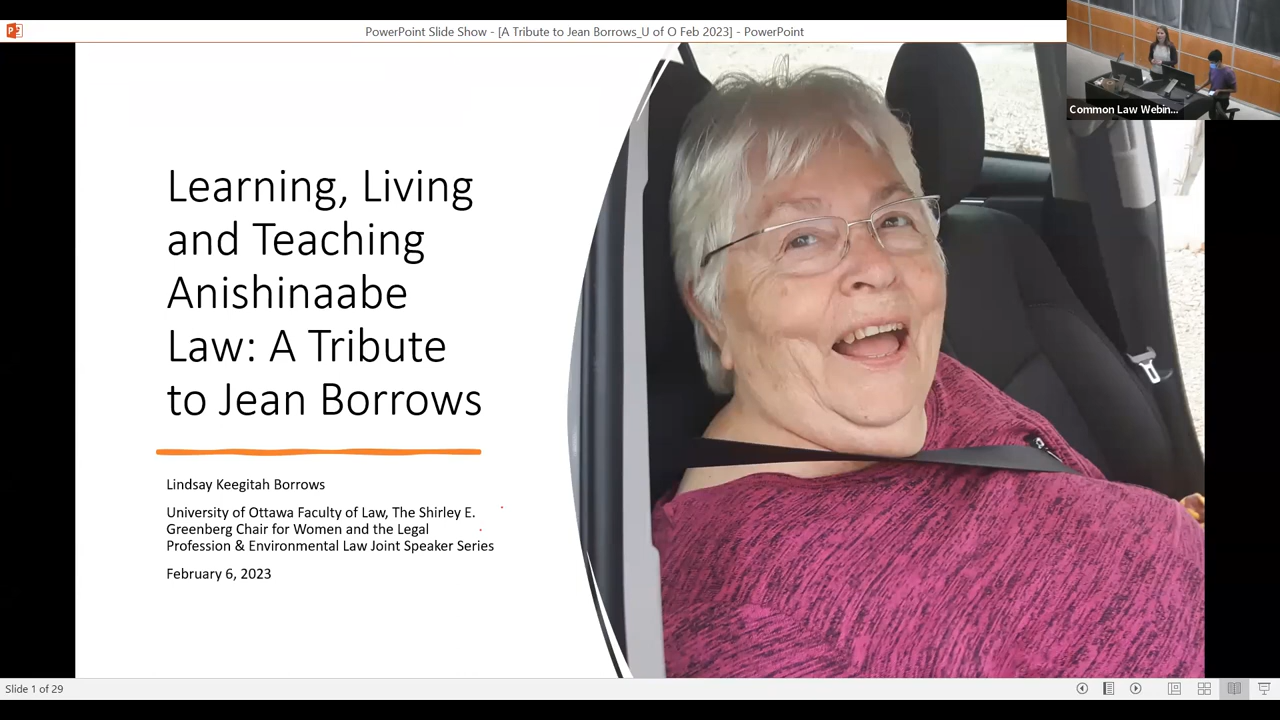 PowerPoint Slide Show - [A Tribute to Jean Borrows_U of O Feb 2023] - PowerPoint
Common Law Webin...
Learning, Living
and Teaching
Anishinaabe
Law: A Tribute
to Jean Borrows
Lindsay Keegitah Borrows
University of Ottawa Faculty of Law, The Shirley E.
Greenberg Chair for Women and the Legal
Profession & Environmental Law Joint Speaker Series
February 6, 2023
Slide 1 of 29